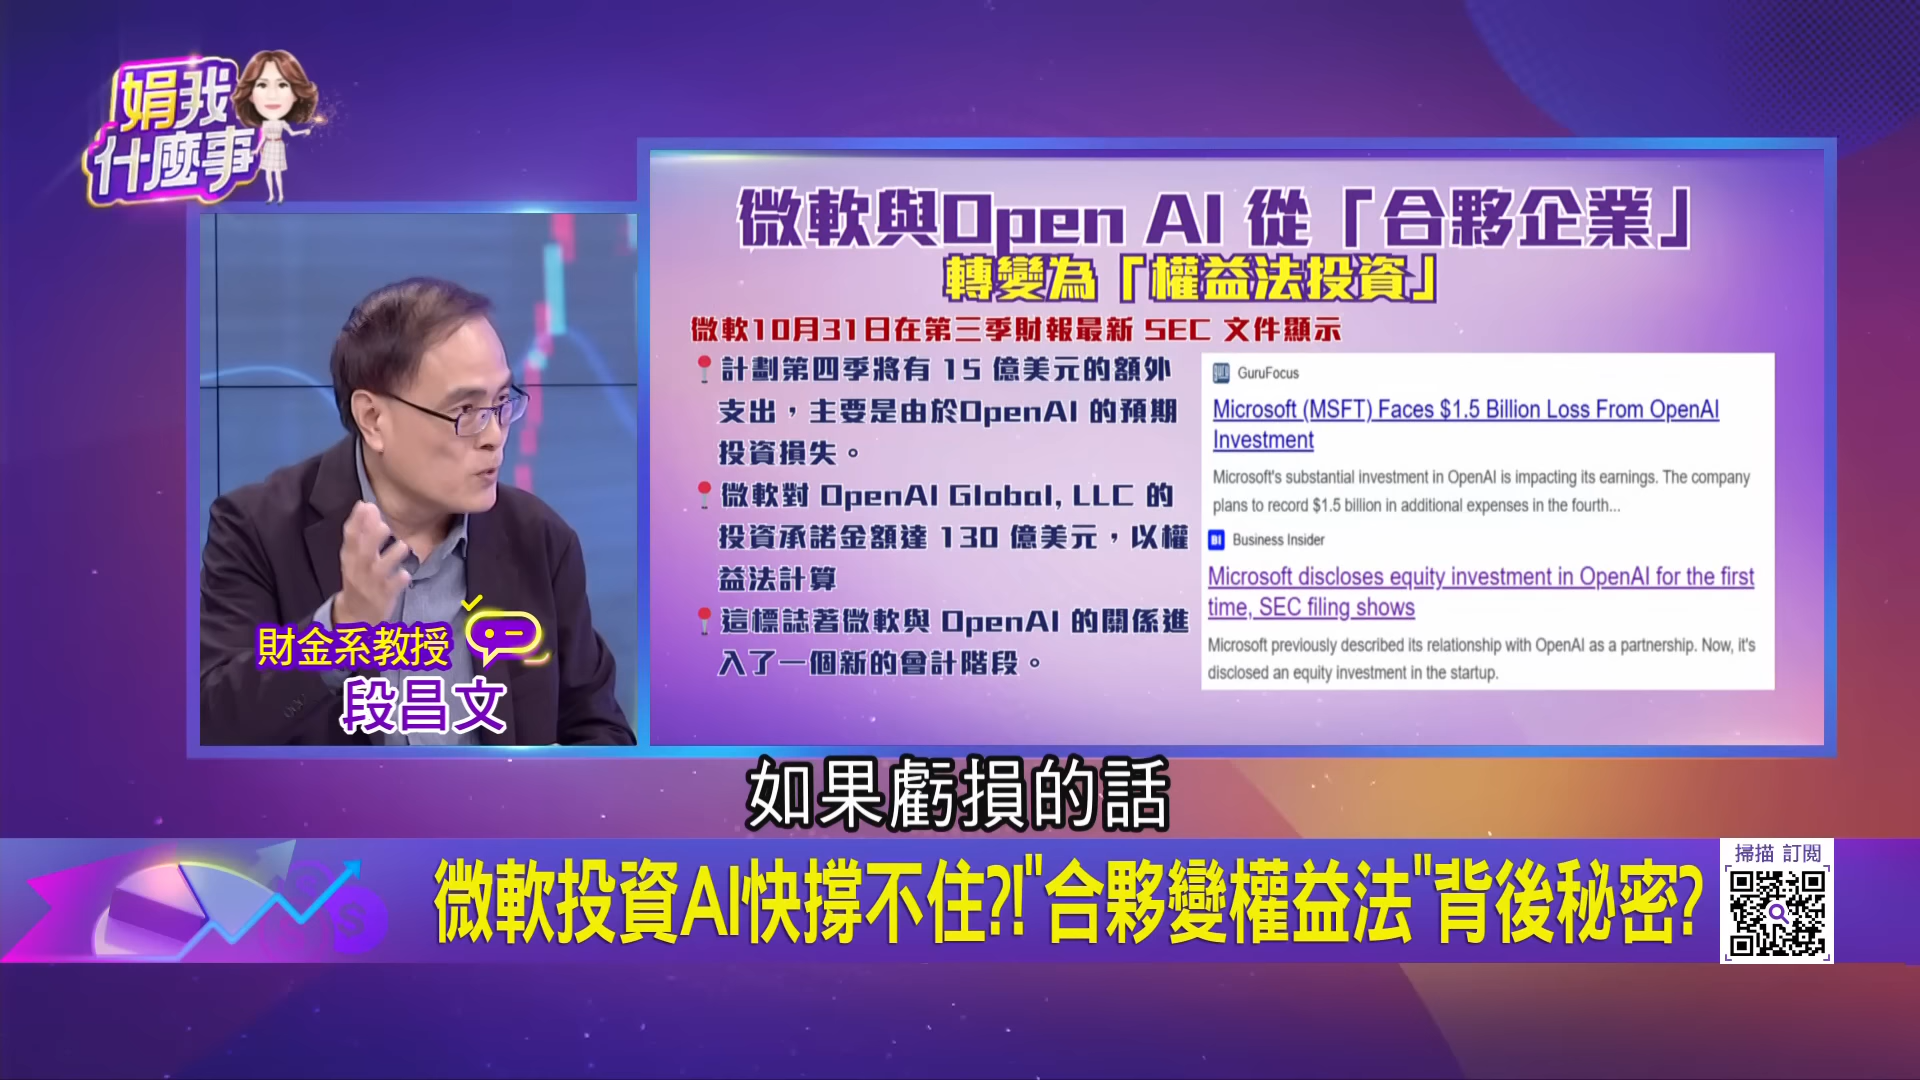 娟我
什麼事
微軟與Open AI 從「合夥企業」
轉變為「權益法投資」
微軟10月31日在第三季財報最新 SEC 文件顯示
計劃第四季將有 15 億美元的額外
支出，主要是由於OpenAI 的預期
投資損失。
微軟對 OpenAI Global, LLC 的
投資承諾金額達 130 億美元，以權
益法計算
這標誌著微軟與 OpenAI 的關係進
入了一個新的會計階段。
guru
GuruFocus
Microsoft (MSFT) Faces $1.5 Billion Loss From OpenAI
Investment
Microsoft's substantial investment in OpenAI is impacting its earnings. The company
plans to record $1.5 billion in additional expenses in the fourth...
BI
Business Insider
Microsoft discloses equity investment in OpenAI for the first
time, SEC filing shows
Microsoft previously described its relationship with OpenAI as a partnership. Now, it's
disclosed an equity investment in the startup.
財金系教授
段昌文
如果虧損的話
微軟投資AI快撐不住?!"合夥變權益法"背後秘密?
掃描 訂閱